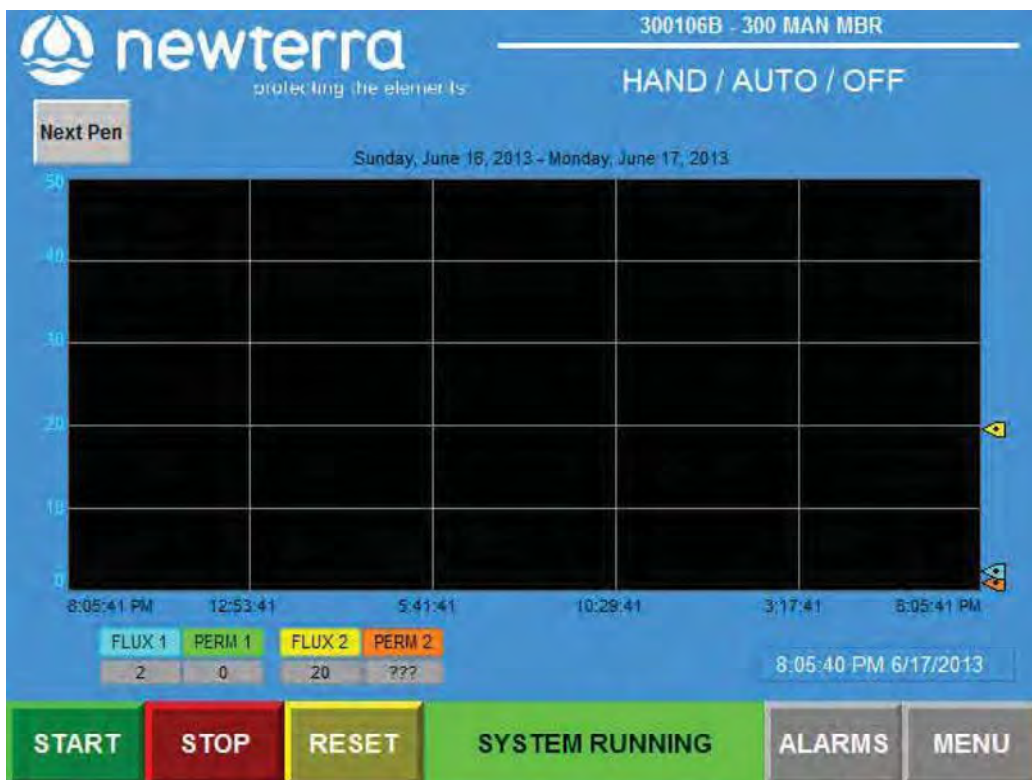 newterra
protecting the elements
300106B - 300 MAN MBR
HAND / AUTO / OFF
Next Pen
Sunday, June 16, 2013 - Monday, June 17, 2013
50
40
30
20
10
0
8:05:41 PM 12:53:41 5:41:41 10:29:41 3:17:41 8:05:41 PM
FLUX 1 PERM 1 FLUX 2 PERM 2
2 0 20 ???
8:05:40 PM 6/17/2013
START STOP RESET SYSTEM RUNNING ALARMS MENU